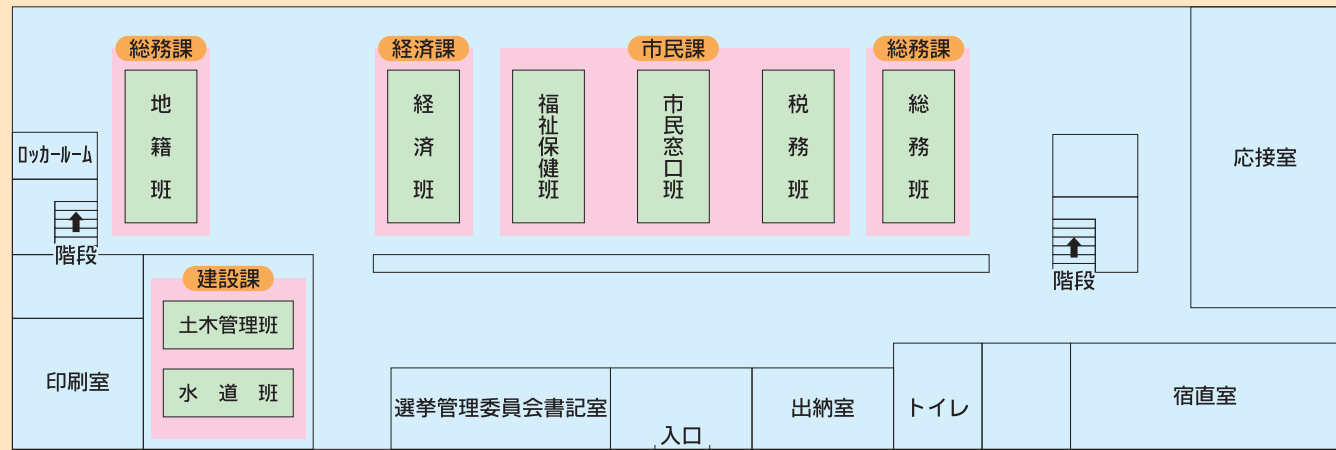 総務課
経済課
市民課
総務課
地籍班
経済班
福祉保健班
市民窓口班
税務班
総務班
ロッカールーム
応接室
階段
階段
建設課
土木管理班
水道班
印刷室
選挙管理委員会書記室
入口
出納室
トイレ
宿直室